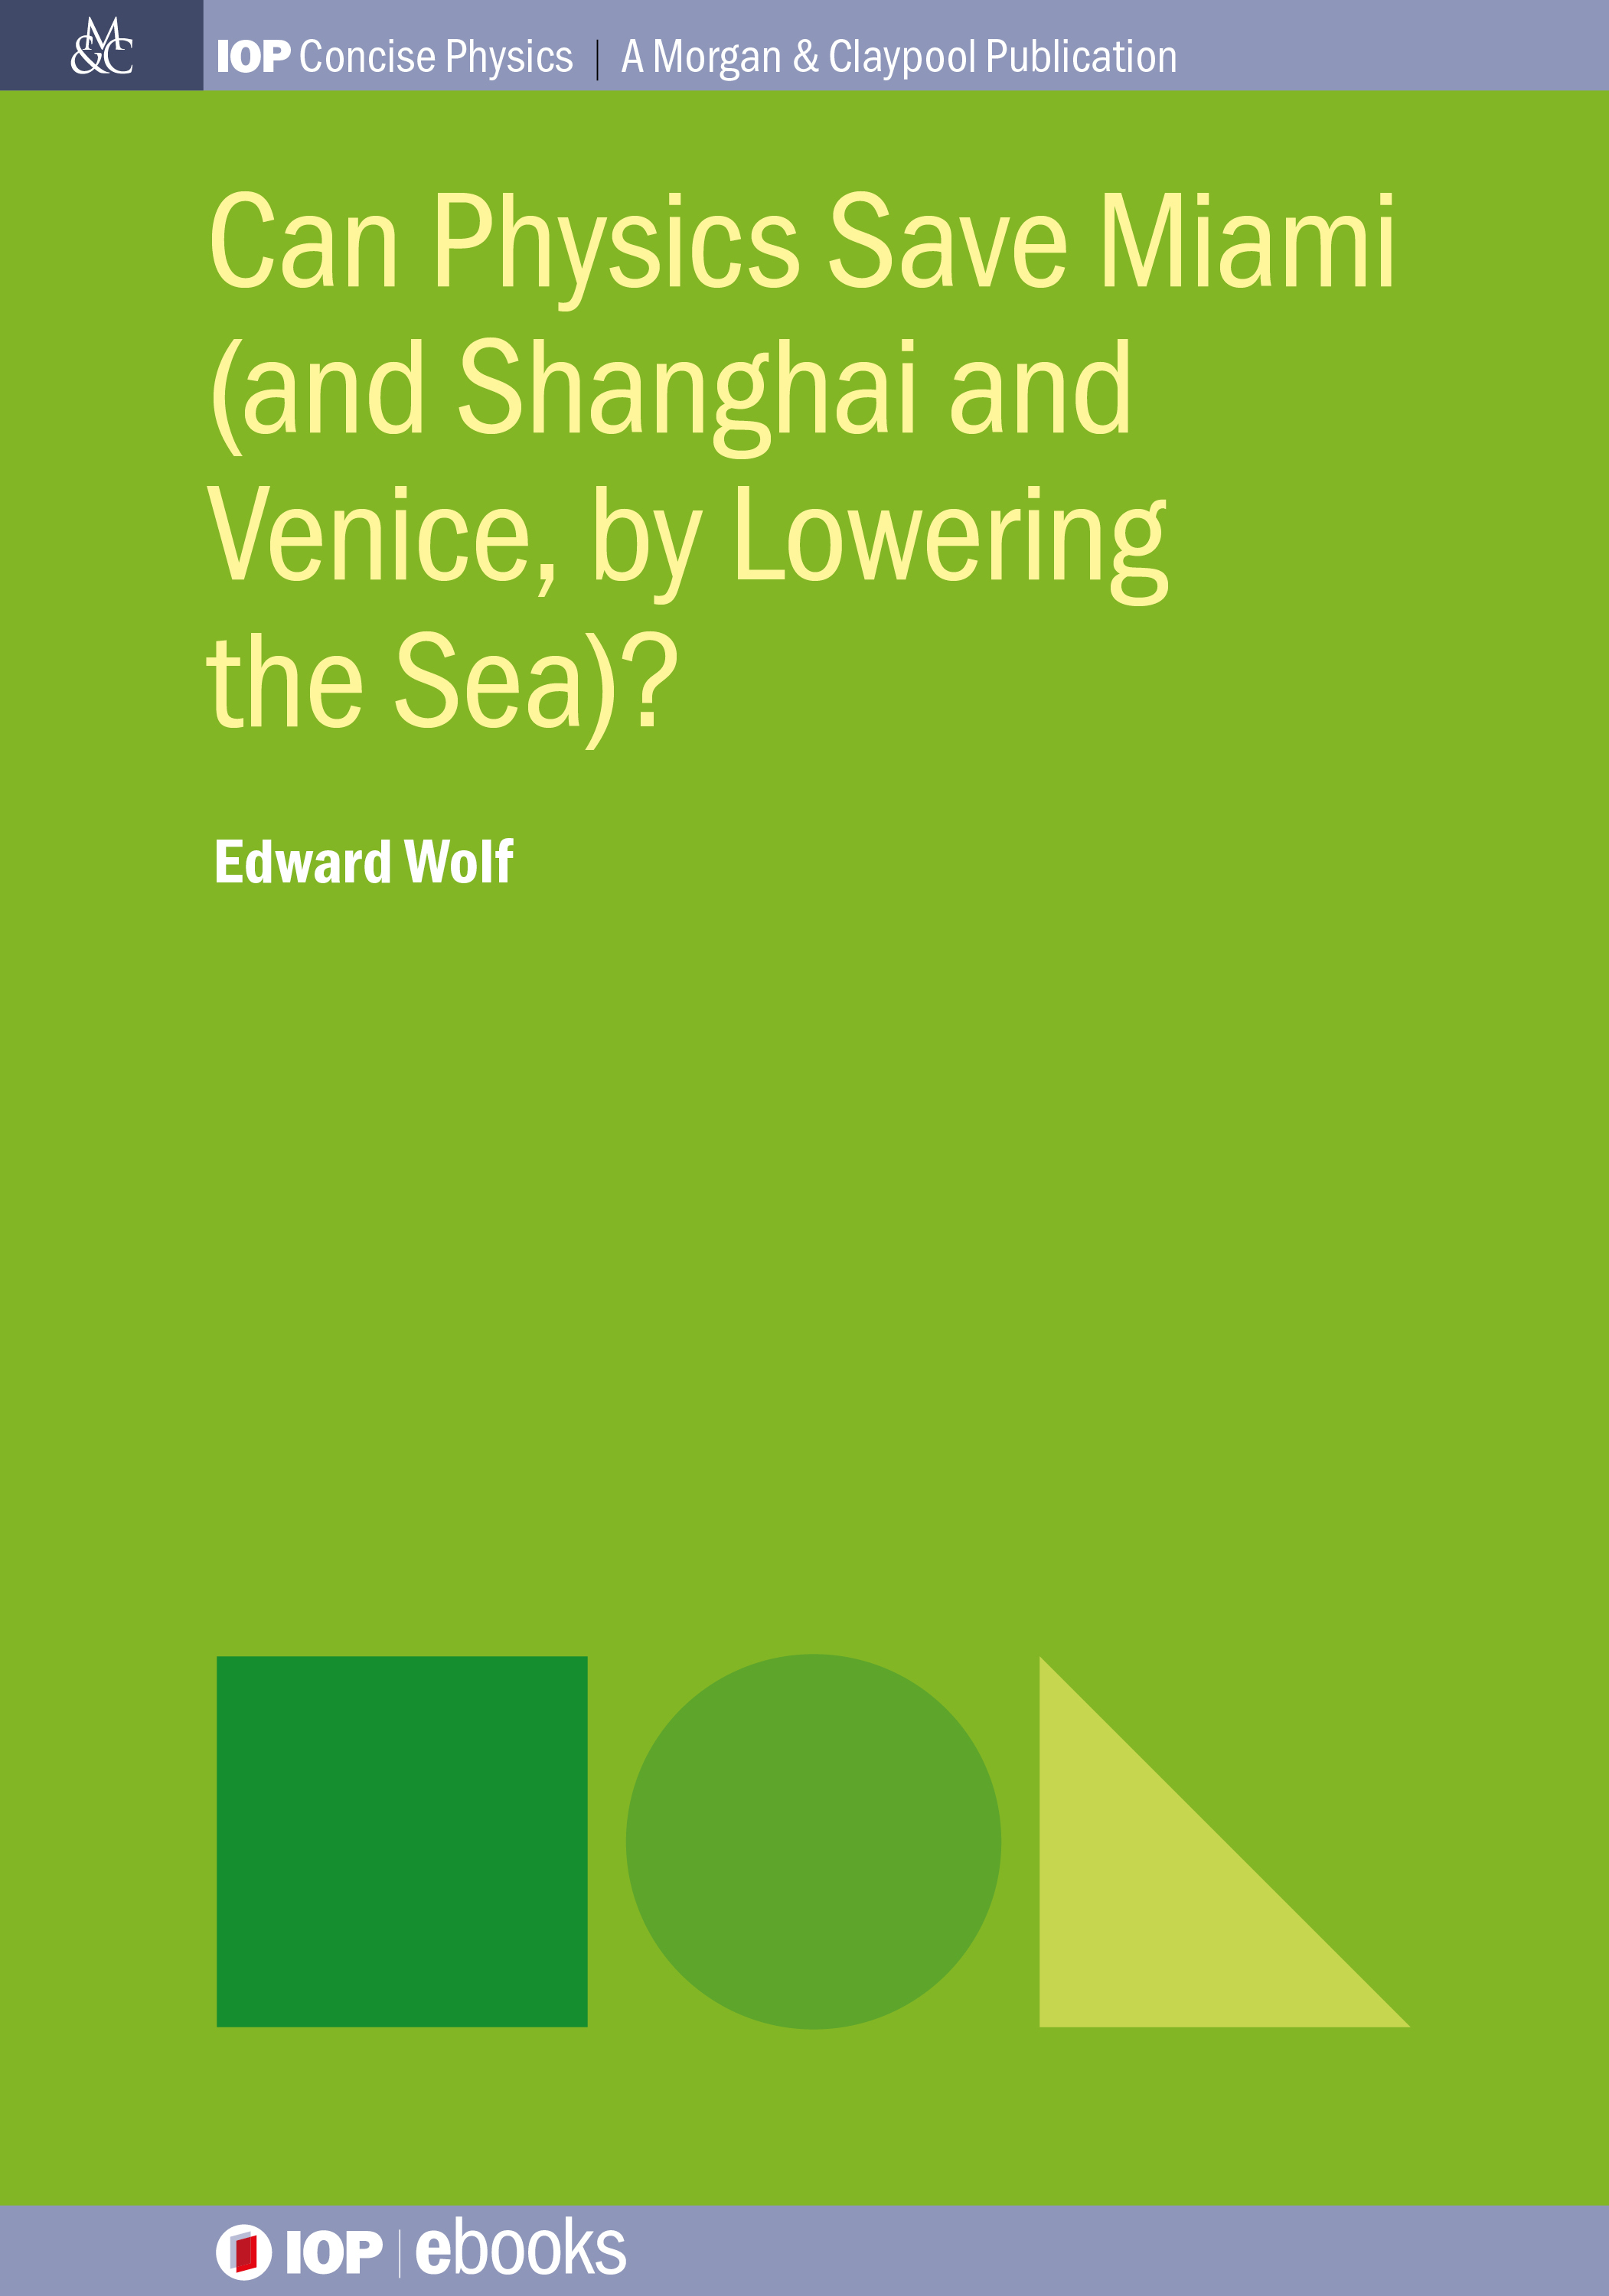 M&C
IOP Concise Physics | A Morgan & Claypool Publication
Can Physics Save Miami
(and Shanghai and
Venice, by Lowering
the Sea)?
Edward Wolf
IOP | ebooks